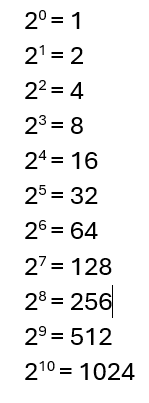 2⁰ = 1
2¹ = 2
2² = 4
2³ = 8
2⁴ = 16
2⁵ = 32
2⁶ = 64
2⁷ = 128
2⁸ = 256
2⁹ = 512
2¹⁰ = 1024